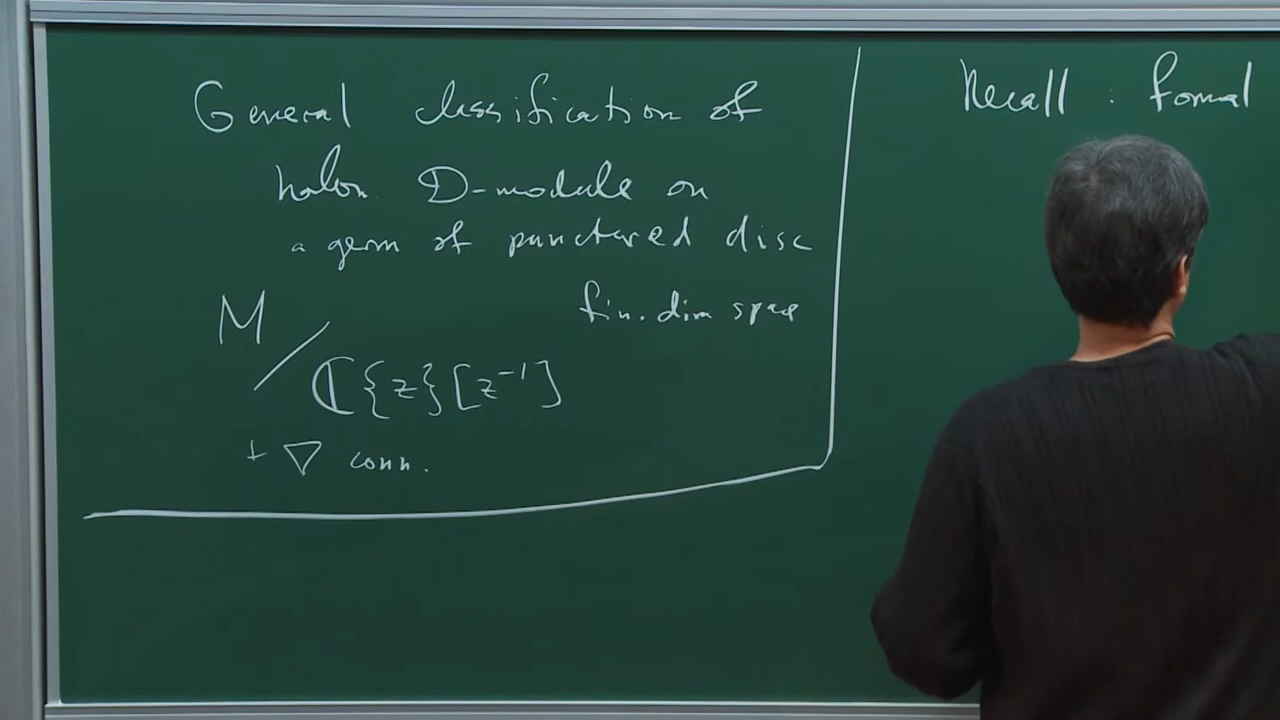 General classification of
holon. D-module on
a germ of punctured disc
fin. dim space
M / ℂ{z}[z⁻¹]
+ ∇ conn.
Recall : formal